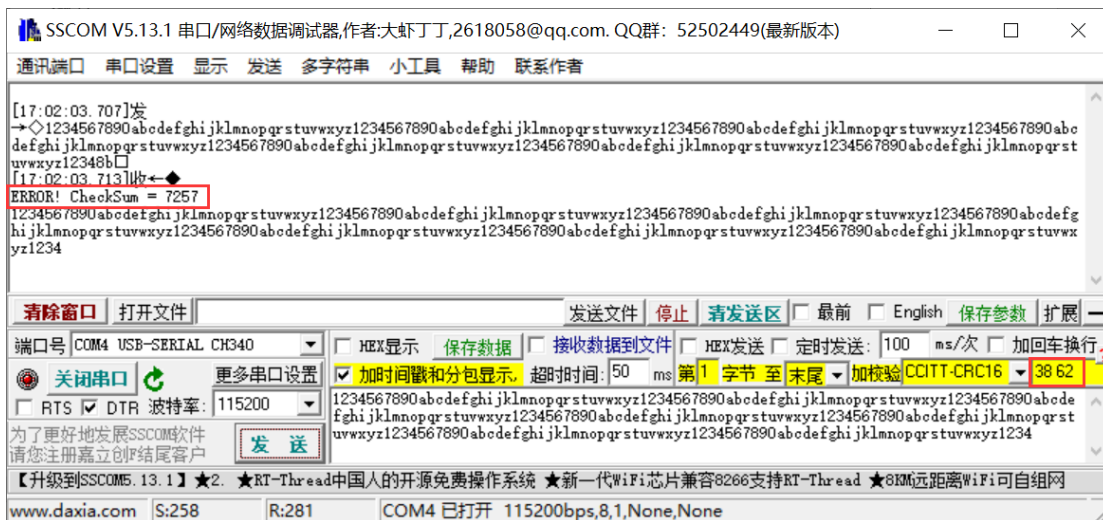 SSCOM V5.13.1 串口/网络数据调试器,作者:大虾丁丁,2618058@qq.com. QQ群：52502449(最新版本)
通讯端口 串口设置 显示 发送 多字符串 小工具 帮助 联系作者
[17:02:03.707]发
→◇1234567890abcdefghijklmnopqrstuvwxyz1234567890abcdefghijklmnopqrstuvwxyz1234567890abcdefghijklmnopqrstuvwxyz1234567890abc
defghijklmnopqrstuvwxyz1234567890abcdefghijklmnopqrstuvwxyz1234567890abcdefghijklmnopqrstuvwxyz1234567890abcdefghijklmnopqrst
uvwxyz12348b□
[17:02:03.713]收←◆
ERROR! CheckSum = 7257
1234567890abcdefghijklmnopqrstuvwxyz1234567890abcdefghijklmnopqrstuvwxyz1234567890abcdefghijklmnopqrstuvwxyz1234567890abcdefg
hijklmnopqrstuvwxyz1234567890abcdefghijklmnopqrstuvwxyz1234567890abcdefghijklmnopqrstuvwxyz1234567890abcdefghijklmnopqrstuvwx
yz1234
清除窗口 打开文件 发送文件 停止 清发送区 最前 English 保存参数 扩展 —
端口号 COM4 USB-SERIAL CH340 HEX显示 保存数据 接收数据到文件 HEX发送 定时发送: 100 ms/次 加回车换行
关闭串口 更多串口设置 加时间戳和分包显示, 超时时间: 50 ms 第1 字节 至 末尾 加校验 CCITT-CRC16 38 62
RTS DTR 波特率: 115200
1234567890abcdefghijklmnopqrstuvwxyz1234567890abcdefghijklmnopqrstuvwxyz1234567890abcde
fghijklmnopqrstuvwxyz1234567890abcdefghijklmnopqrstuvwxyz1234567890abcdefghijklmnopqrst
uvwxyz1234567890abcdefghijklmnopqrstuvwxyz1234567890abcdefghijklmnopqrstuvwxyz1234
为了更好地发展SSCOM软件
请您注册嘉立创F结尾客户
发 送
【升级到SSCOM5.13.1】★2. ★RT-Thread中国人的开源免费操作系统 ★新一代WiFi芯片兼容8266支持RT-Thread ★8KM远距离WiFi可自组网
www.daxia.com S:258 R:281 COM4 已打开 115200bps,8,1,None,None